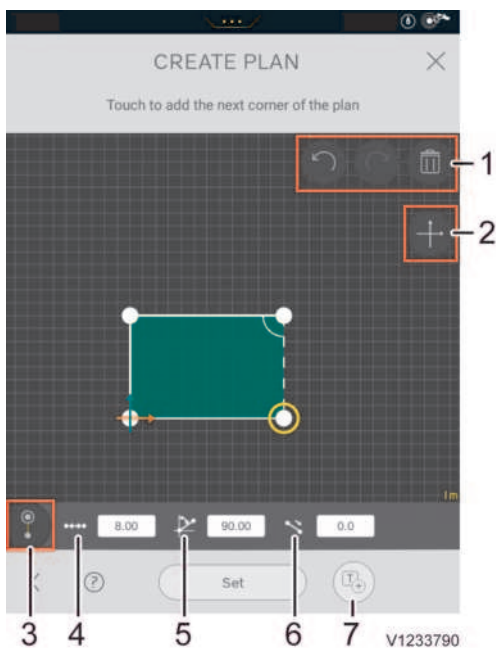 CREATE PLAN
Touch to add the next corner of the plan
1
2
1m
8.00
90.00
0.0
?
Set
T
3
4
5
6
7
V1233790